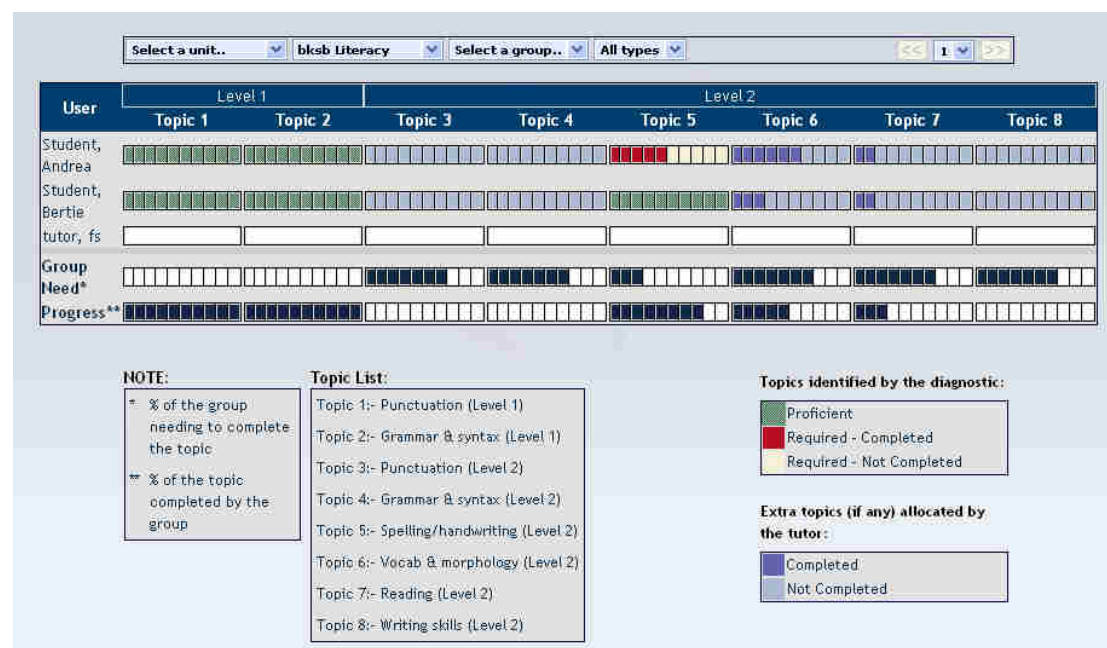 Select a unit.. bksb Literacy Select a group.. All types << 1 >>
User Level 1 Level 2
Topic 1 Topic 2 Topic 3 Topic 4 Topic 5 Topic 6 Topic 7 Topic 8
Student,
Andrea
Student,
Bertie
tutor, fs
Group
Need*
Progress**
NOTE:
* % of the group
needing to complete
the topic
** % of the topic
completed by the
group
Topic List:
Topic 1:- Punctuation (Level 1)
Topic 2:- Grammar & syntax (Level 1)
Topic 3:- Punctuation (Level 2)
Topic 4:- Grammar & syntax (Level 2)
Topic 5:- Spelling/handwriting (Level 2)
Topic 6:- Vocab & morphology (Level 2)
Topic 7:- Reading (Level 2)
Topic 8:- Writing skills (Level 2)
Topics identified by the diagnostic:
Proficient
Required - Completed
Required - Not Completed
Extra topics (if any) allocated by
the tutor:
Completed
Not Completed